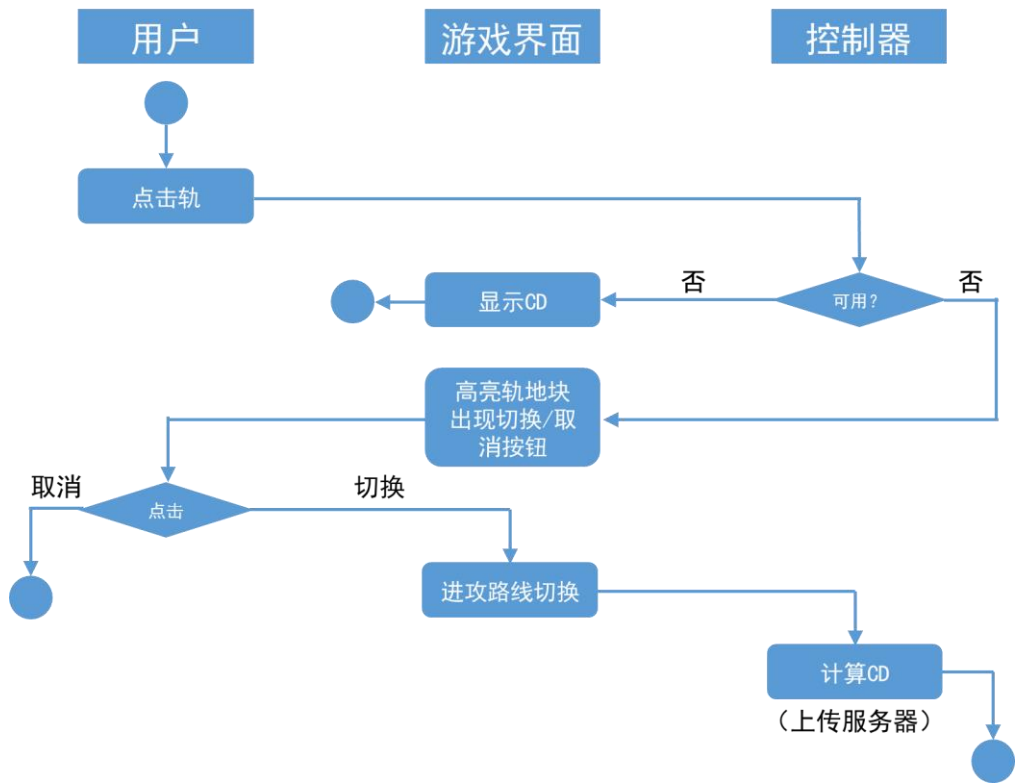 用户
游戏界面
控制器
点击轨
显示CD
否
可用？
否
高亮轨地块
出现切换/取
消按钮
取消
点击
切换
进攻路线切换
计算CD
（上传服务器）